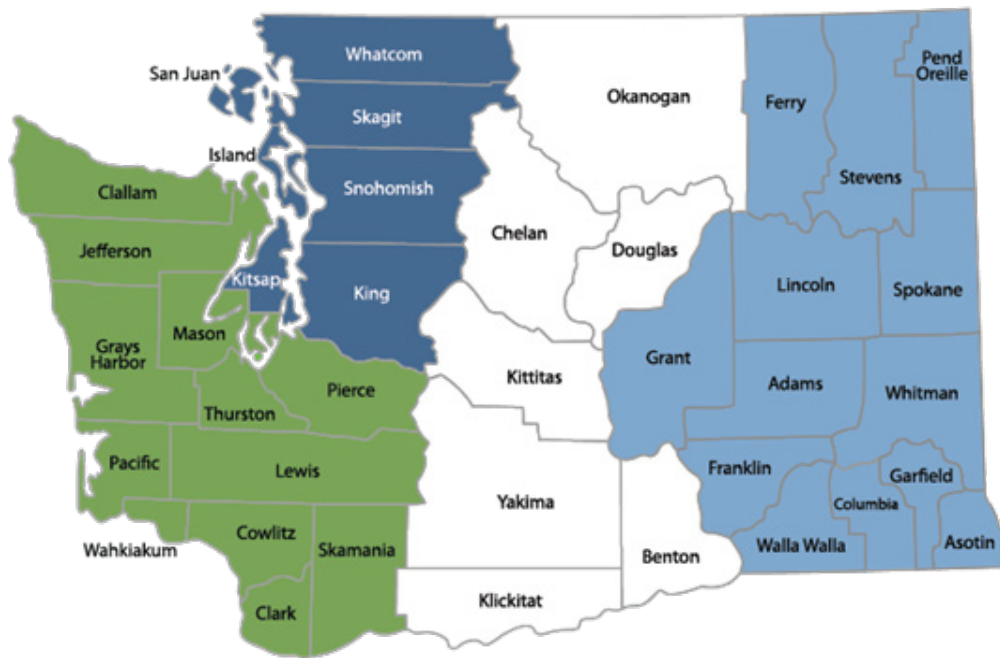 Whatcom
San Juan
Skagit
Okanogan
Pend
Oreille
Ferry
Island
Clallam
Snohomish
Stevens
Chelan
Douglas
Jefferson
Kitsap
King
Lincoln
Spokane
Mason
Grays
Harbor
Grant
Kittitas
Pierce
Adams
Whitman
Thurston
Pacific
Lewis
Franklin
Garfield
Yakima
Columbia
Cowlitz
Wahkiakum
Skamania
Walla Walla
Asotin
Benton
Klickitat
Clark